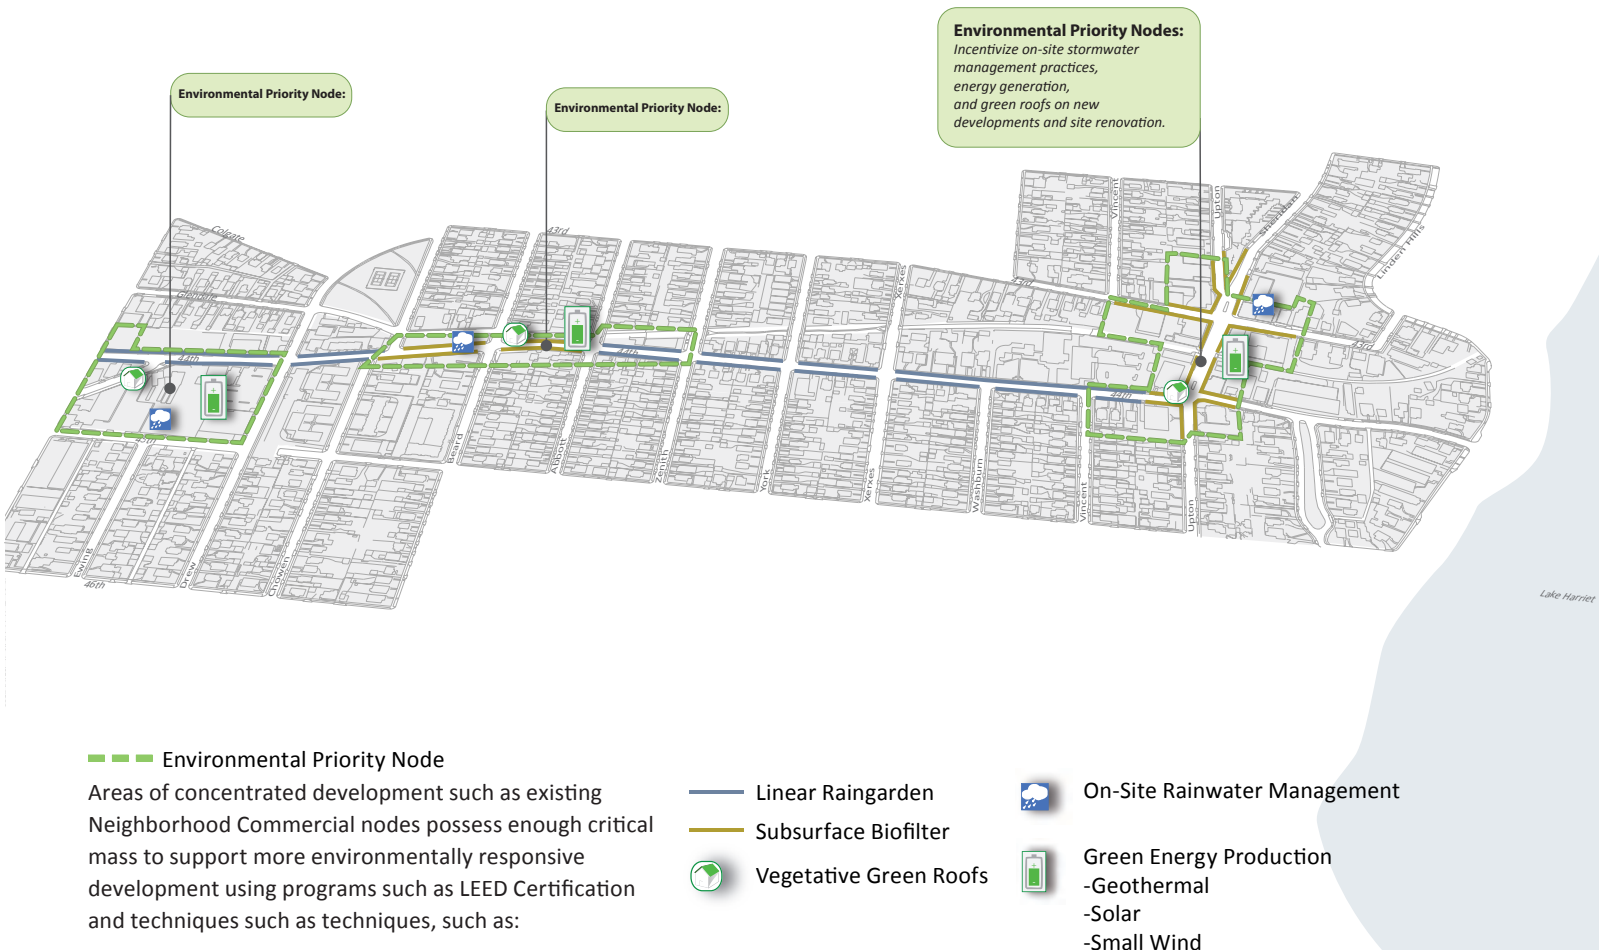 Environmental Priority Nodes:
Incentivize on-site stormwater
management practices,
energy generation,
and green roofs on new
developments and site renovation.
Environmental Priority Node:
Environmental Priority Node:
Colgate
Glendale
43rd
44th
44th
45th
46th
Ewing
Drew
Chowen
Beard
Abbott
Zenith
York
Xerxes
Xerxes
Washburn
Vincent
Upton
Vincent
Upton
Sheridan
Linden Hills
43rd
43rd
44th
Lake Harriet
Environmental Priority Node
Areas of concentrated development such as existing
Neighborhood Commercial nodes possess enough critical
mass to support more environmentally responsive
development using programs such as LEED Certification
and techniques such as techniques, such as:
Linear Raingarden
Subsurface Biofilter
Vegetative Green Roofs
On-Site Rainwater Management
Green Energy Production
-Geothermal
-Solar
-Small Wind